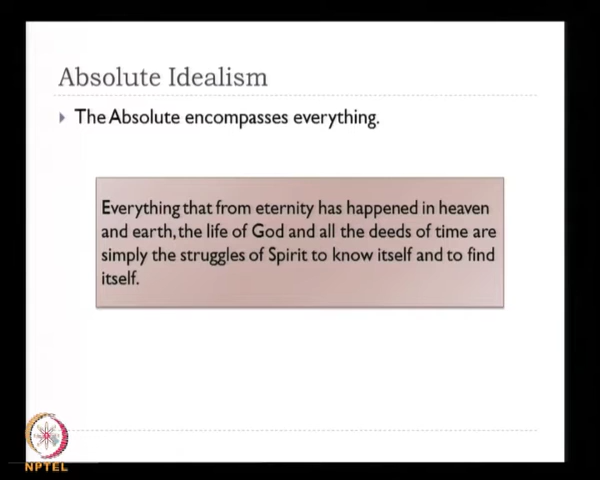 Absolute Idealism
The Absolute encompasses everything.
Everything that from eternity has happened in heaven
and earth, the life of God and all the deeds of time are
simply the struggles of Spirit to know itself and to find
itself.
NPTEL